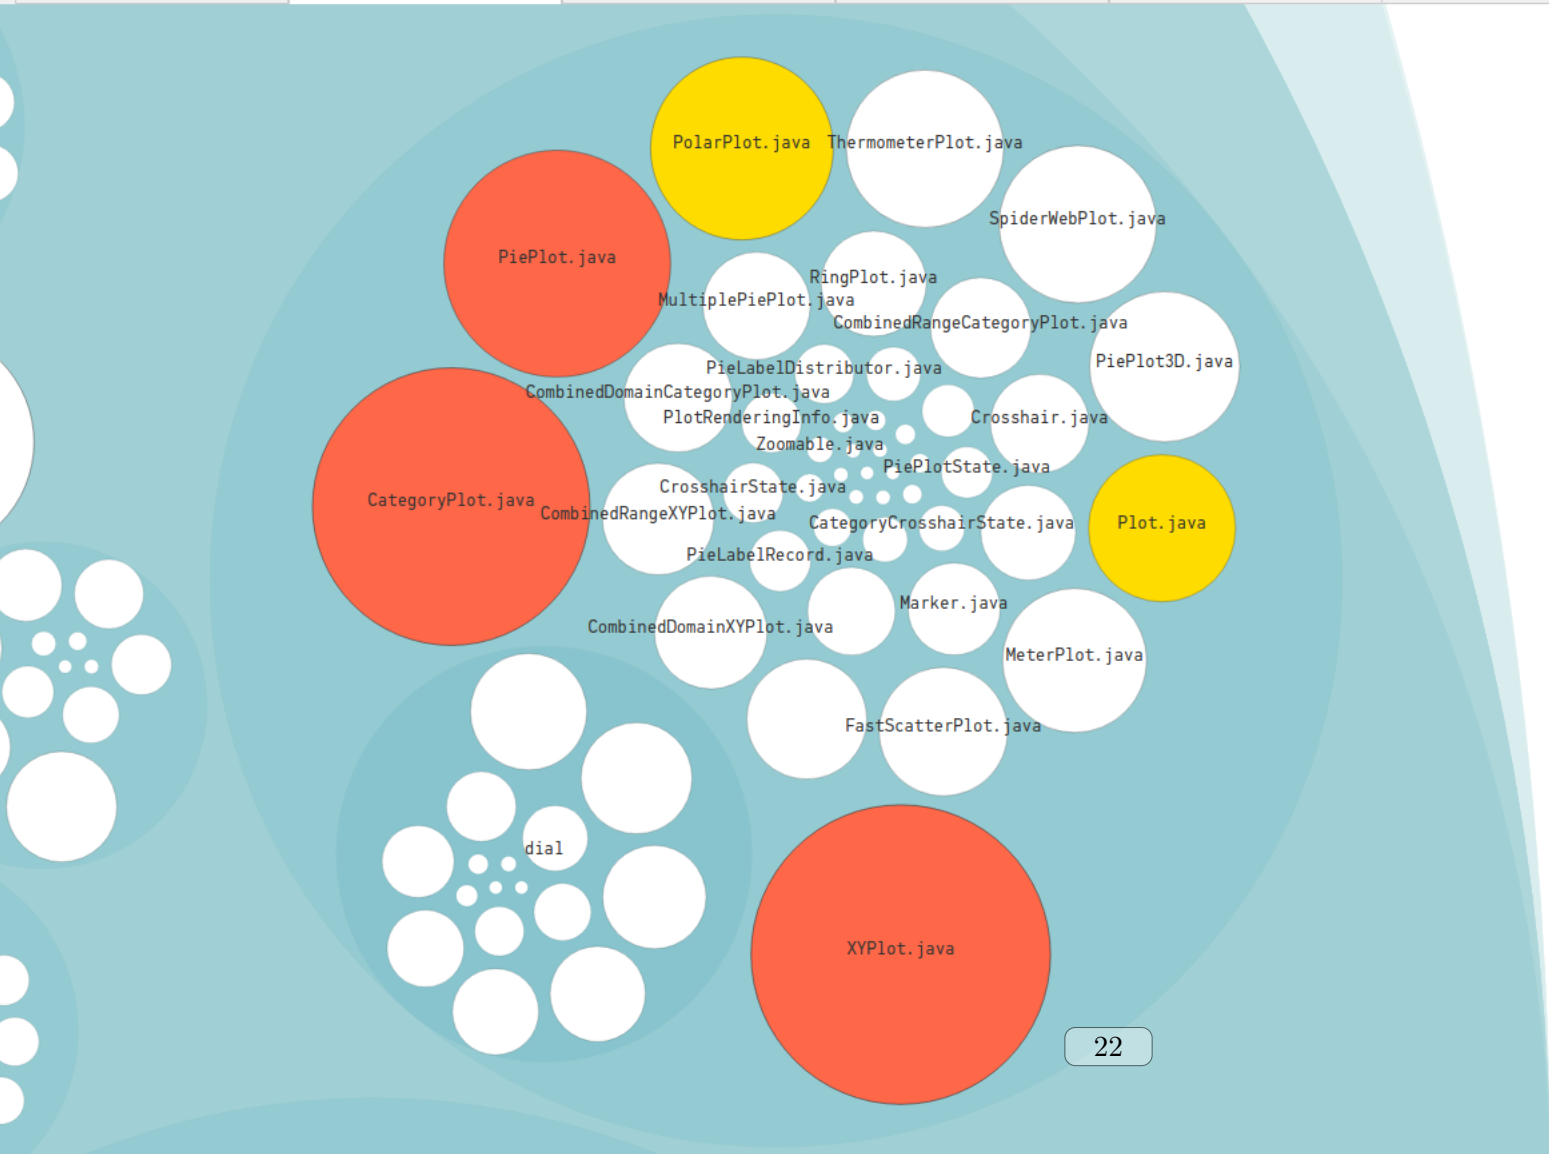 PolarPlot.java
ThermometerPlot.java
SpiderWebPlot.java
PiePlot.java
RingPlot.java
MultiplePiePlot.java
CombinedRangeCategoryPlot.java
PiePlot3D.java
PieLabelDistributor.java
CombinedDomainCategoryPlot.java
PlotRenderingInfo.java
Crosshair.java
Zoomable.java
PiePlotState.java
CrosshairState.java
CategoryPlot.java
CombinedRangeXYPlot.java
CategoryCrosshairState.java
Plot.java
PieLabelRecord.java
Marker.java
CombinedDomainXYPlot.java
MeterPlot.java
FastScatterPlot.java
dial
XYPlot.java
22